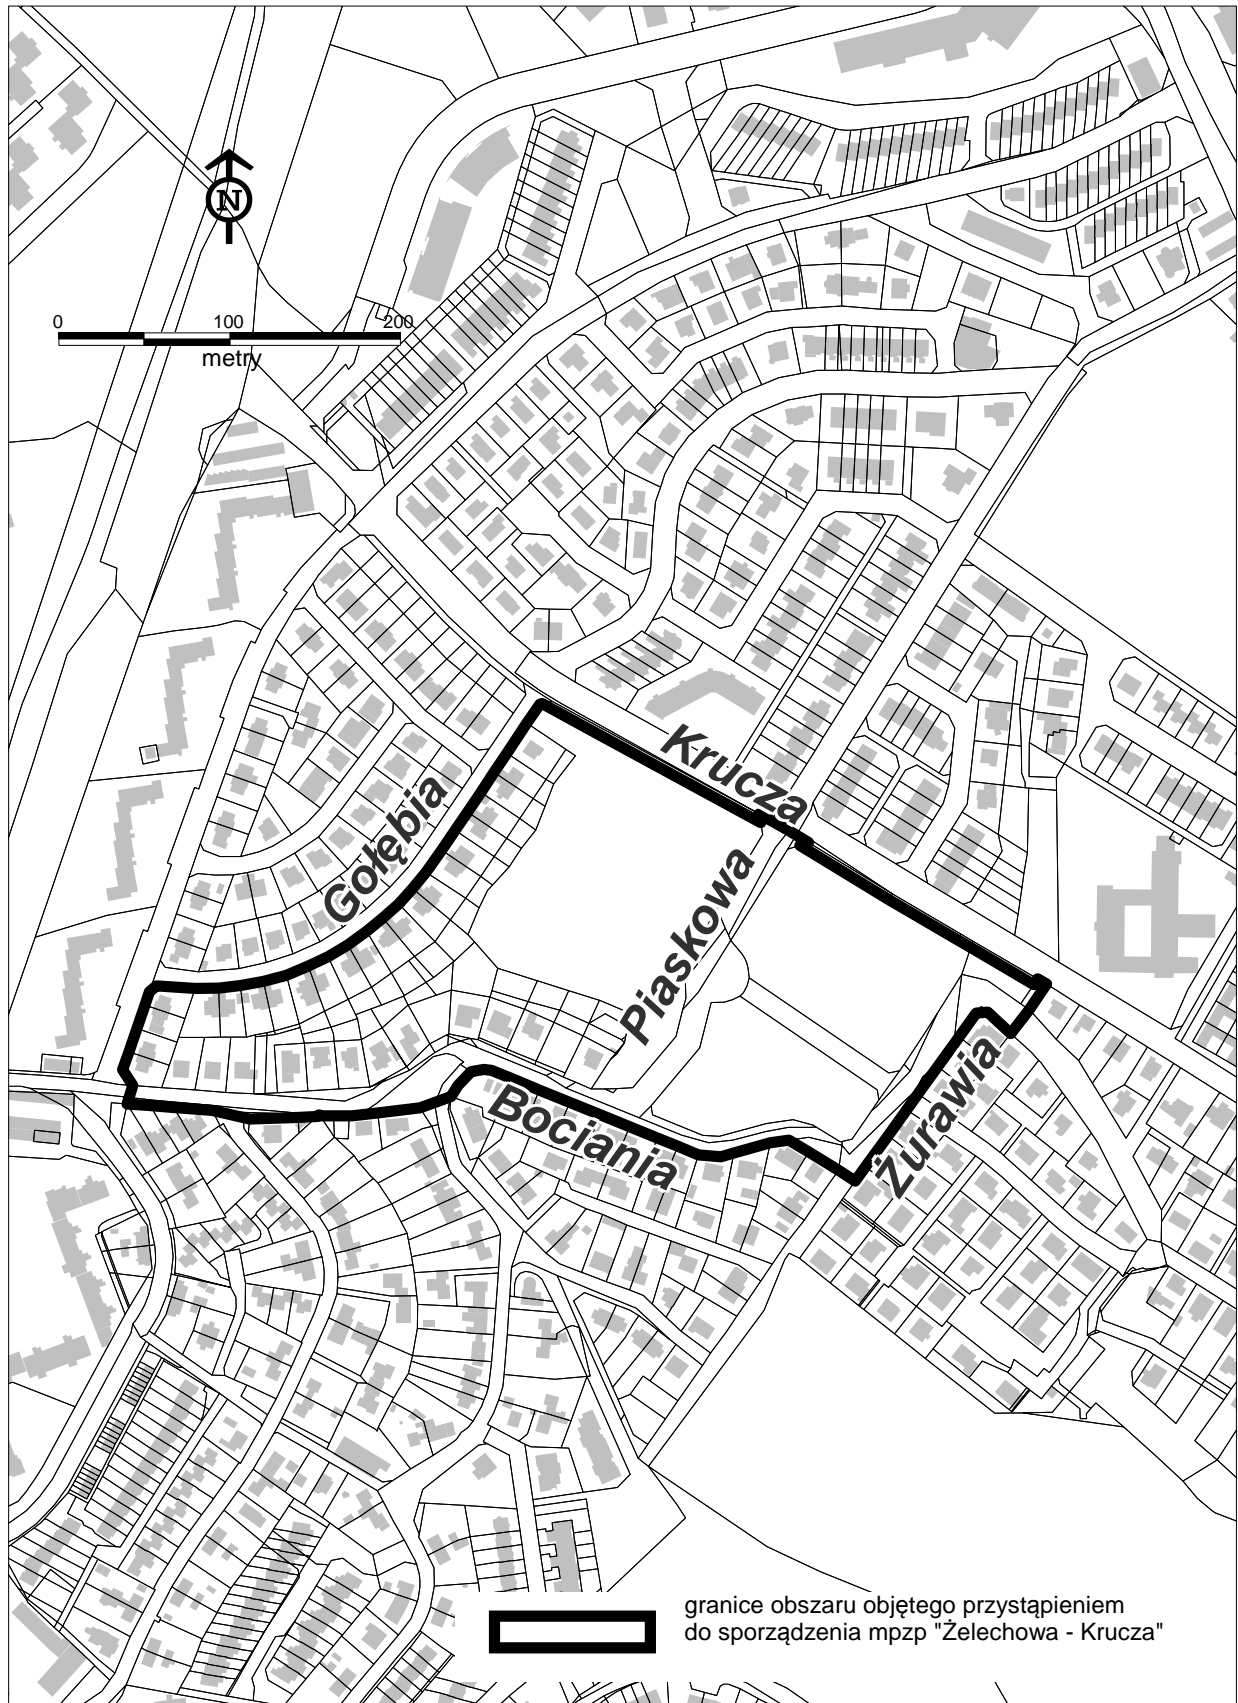 N
0 100 200
metry
Krucza
Gołębia
Piaskowa
Żurawia
Bociania
granice obszaru objętego przystąpieniem
do sporządzenia mpzp "Żelechowa - Krucza"